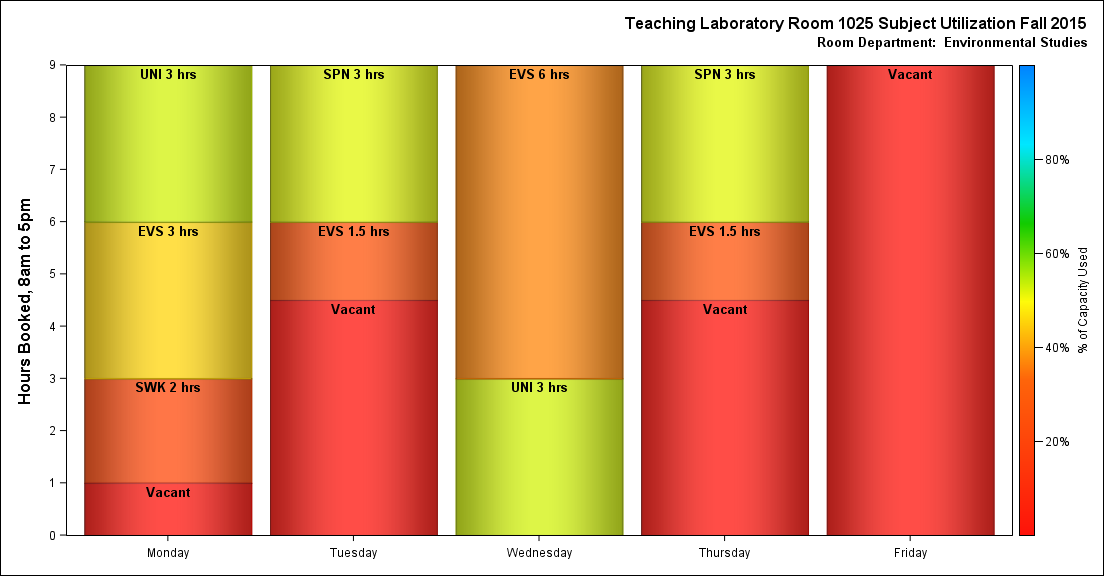 Teaching Laboratory Room 1025 Subject Utilization Fall 2015
Room Department: Environmental Studies
Hours Booked, 8am to 5pm
9
8
7
6
5
4
3
2
1
0
UNI 3 hrs
EVS 3 hrs
SWK 2 hrs
Vacant
SPN 3 hrs
EVS 1.5 hrs
Vacant
EVS 6 hrs
UNI 3 hrs
SPN 3 hrs
EVS 1.5 hrs
Vacant
Vacant
Monday
Tuesday
Wednesday
Thursday
Friday
80%
60%
40%
20%
% of Capacity Used